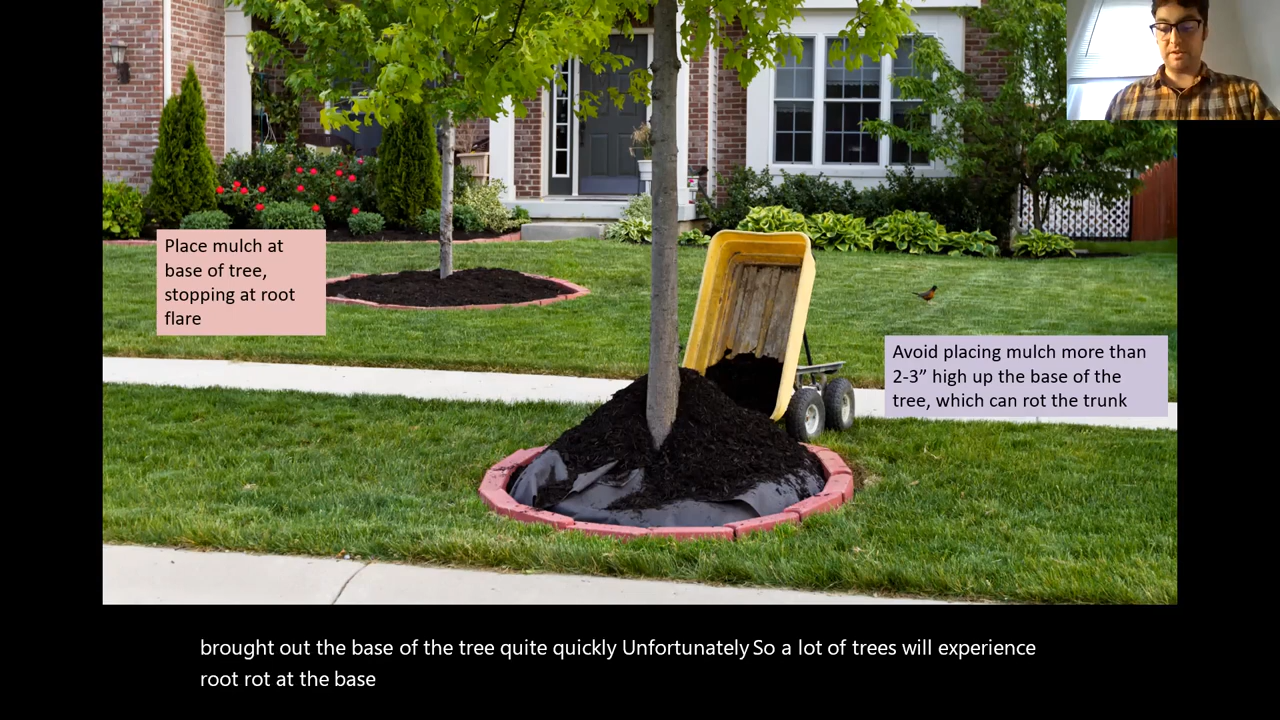 Place mulch at
base of tree,
stopping at root
flare
Avoid placing mulch more than
2-3” high up the base of the
tree, which can rot the trunk
brought out the base of the tree quite quickly Unfortunately So a lot of trees will experience
root rot at the base